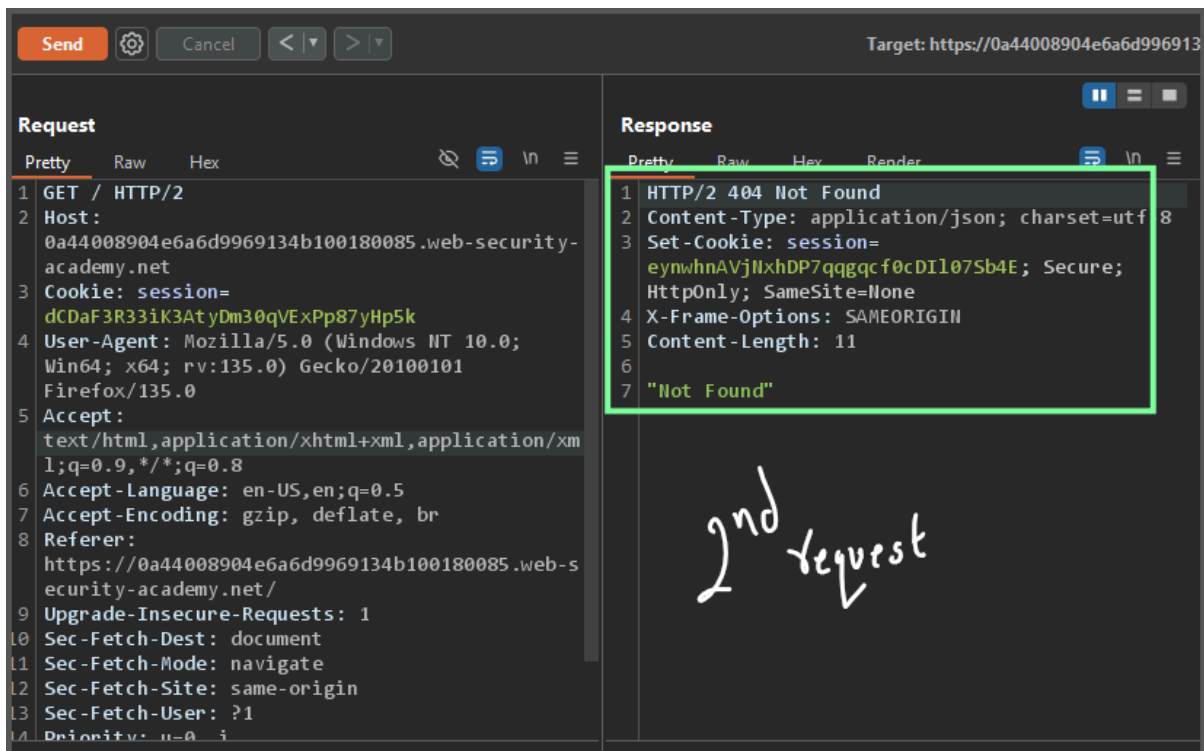 Send
Cancel
< ▼
> ▼
Target: https://0a44008904e6a6d996913
Request
Pretty Raw Hex
\n
1 GET / HTTP/2
2 Host:
0a44008904e6a6d9969134b100180085.web-security-
academy.net
3 Cookie: session=
dCDaF3R33iK3AtyDm30qVExPp87yHp5k
4 User-Agent: Mozilla/5.0 (Windows NT 10.0;
Win64; x64; rv:135.0) Gecko/20100101
Firefox/135.0
5 Accept:
text/html,application/xhtml+xml,application/xm
l;q=0.9,*/*;q=0.8
6 Accept-Language: en-US,en;q=0.5
7 Accept-Encoding: gzip, deflate, br
8 Referer:
https://0a44008904e6a6d9969134b100180085.web-s
ecurity-academy.net/
9 Upgrade-Insecure-Requests: 1
10 Sec-Fetch-Dest: document
11 Sec-Fetch-Mode: navigate
12 Sec-Fetch-Site: same-origin
13 Sec-Fetch-User: ?1
14 Priority: u=0, i
Response
Pretty Raw Hex Render
\n
1 HTTP/2 404 Not Found
2 Content-Type: application/json; charset=utf-8
3 Set-Cookie: session=
eynwhnAVjNxhDP7qqgqcf0cDIl07Sb4E; Secure;
HttpOnly; SameSite=None
4 X-Frame-Options: SAMEORIGIN
5 Content-Length: 11
6
7 "Not Found"
2nd request